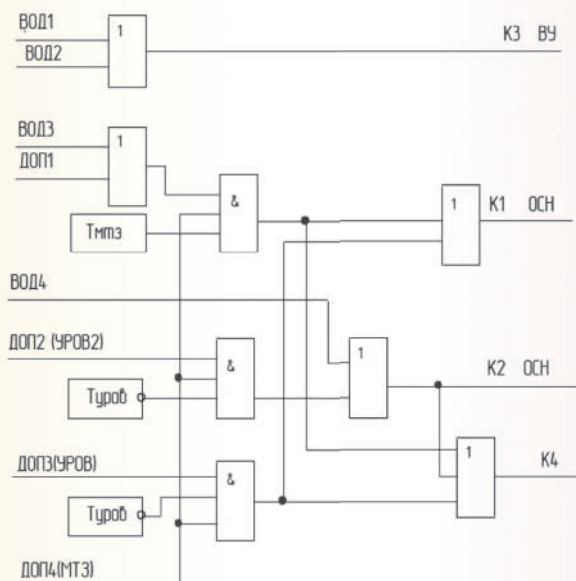 ВОД1
1
К3 ВУ
ВОД2
ВОД3
1
ДОП1
&
1
К1 ОСН
Тмтз
ВОД4
ДОП2 (УРОВ2)
&
1
К2 ОСН
Туров
ДОП3(УРОВ)
&
1
К4
Туров
ДОП4(МТЗ)